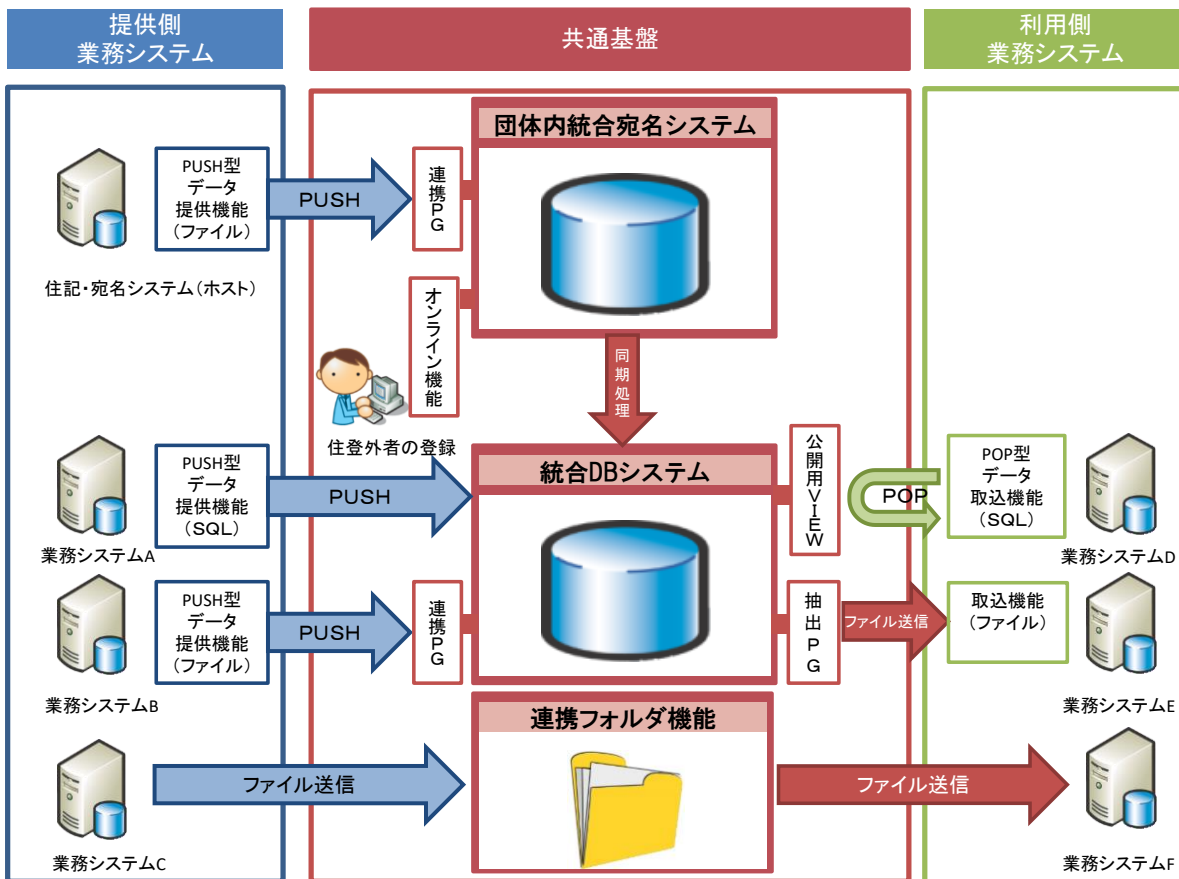 提供側
業務システム
共通基盤
利用側
業務システム
団体内統合宛名システム
PUSH型
データ
提供機能
(ファイル)
PUSH
連携PG
住記・宛名システム(ホスト)
オンライン機能
住登外者の登録
同期処理
PUSH型
データ
提供機能
(SQL)
PUSH
業務システムA
統合DBシステム
公開用VIEW
POP
POP型
データ
取込機能
(SQL)
業務システムD
PUSH型
データ
提供機能
(ファイル)
PUSH
連携PG
業務システムB
抽出PG
ファイル送信
取込機能
(ファイル)
業務システムE
連携フォルダ機能
ファイル送信
ファイル送信
業務システムC
業務システムF